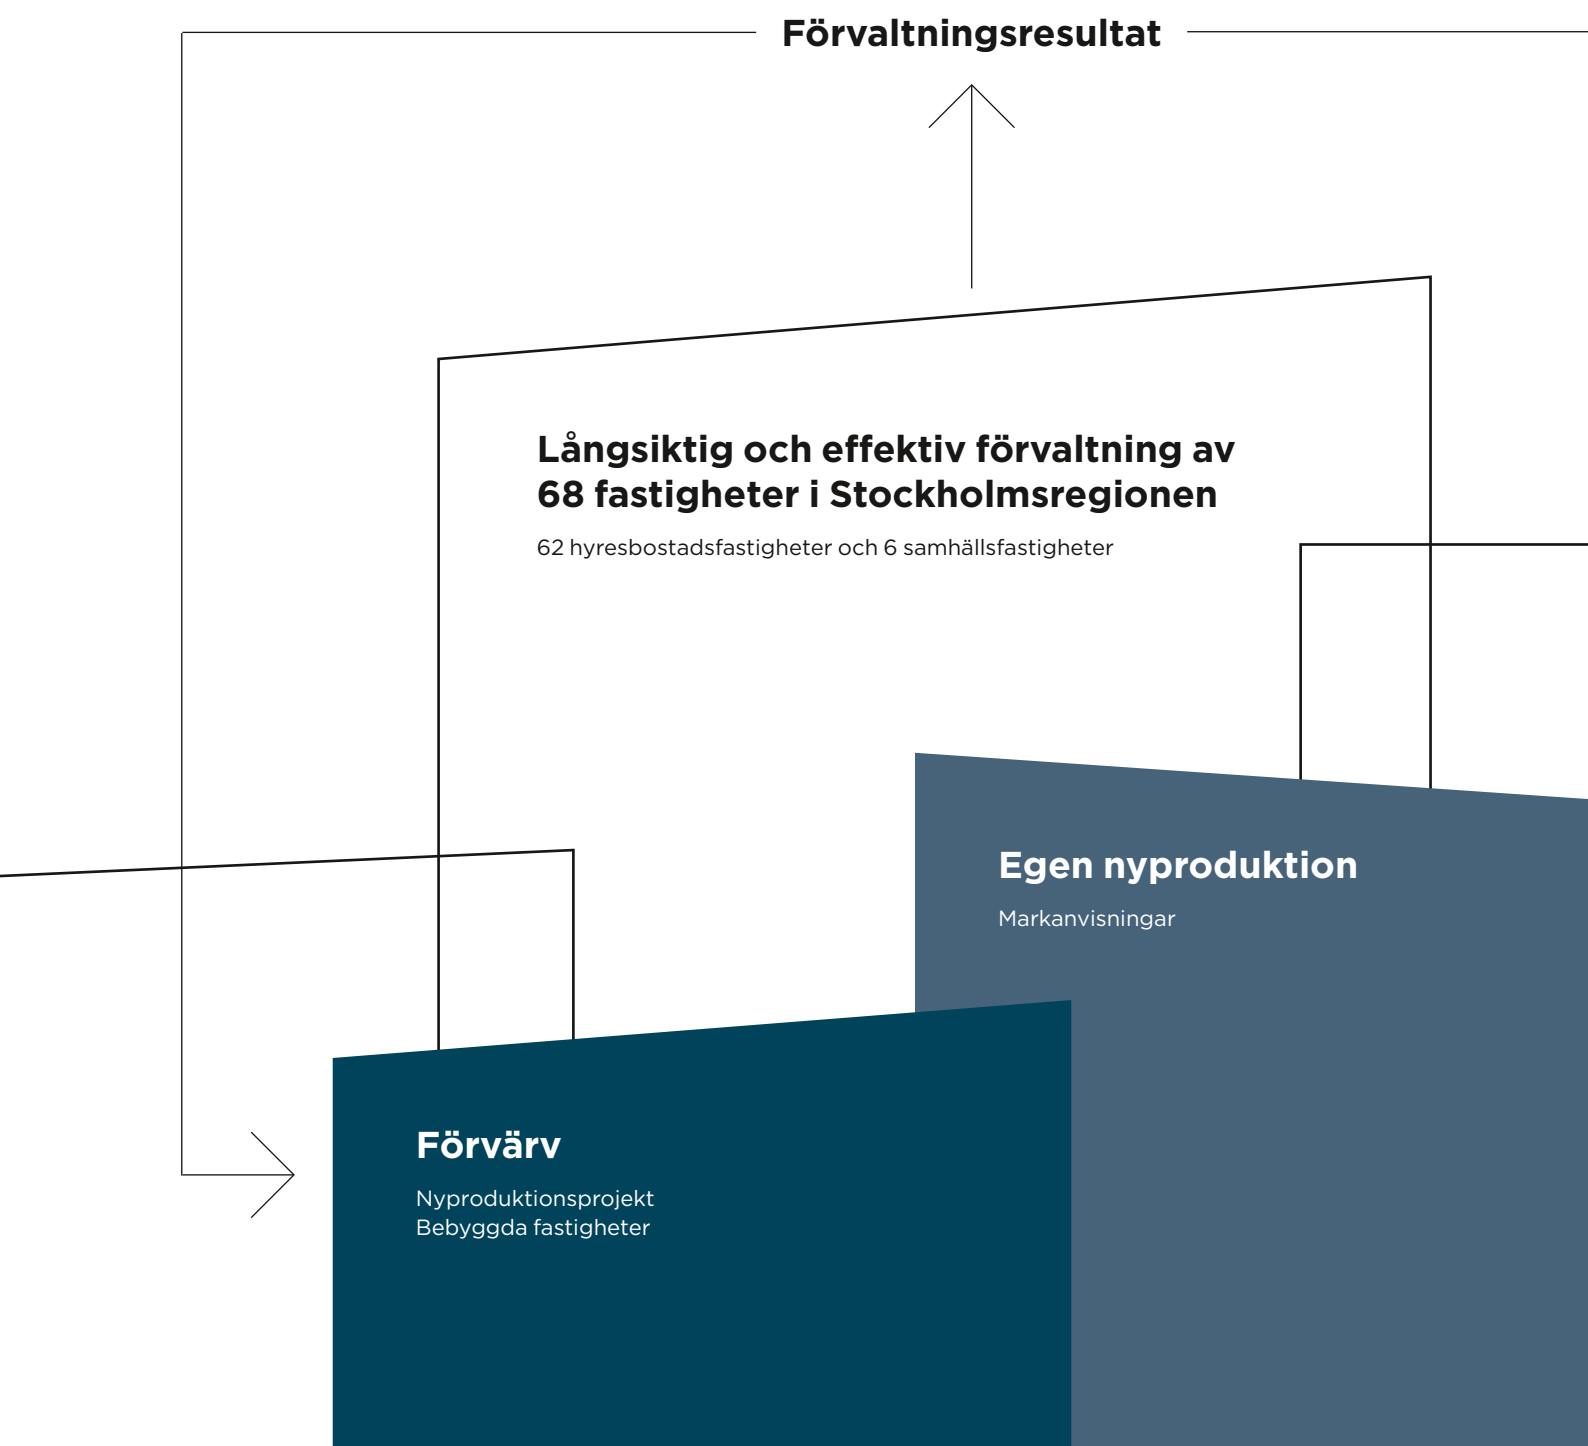 Förvaltningsresultat
Långsiktig och effektiv förvaltning av
68 fastigheter i Stockholmsregionen
62 hyresbostadsfastigheter och 6 samhällsfastigheter
Egen nyproduktion
Markanvisningar
Förvärv
Nyproduktionsprojekt
Bebyggda fastigheter